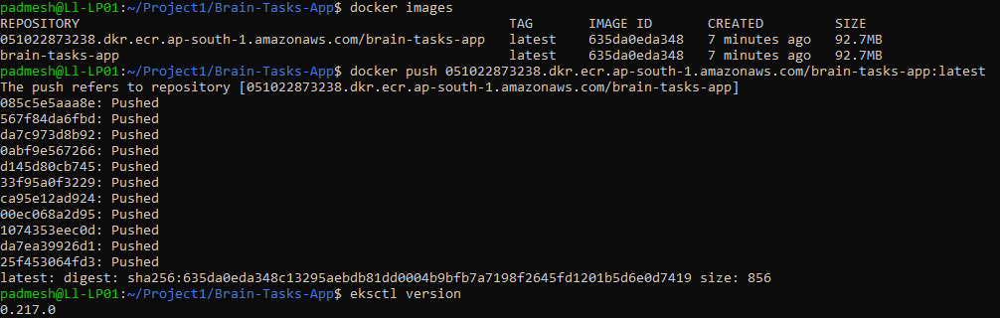 padmesh@Ll-LP01:~/Project1/Brain-Tasks-App$ docker images
REPOSITORY TAG IMAGE ID CREATED SIZE
051022873238.dkr.ecr.ap-south-1.amazonaws.com/brain-tasks-app latest 635da0eda348 7 minutes ago 92.7MB
brain-tasks-app latest 635da0eda348 7 minutes ago 92.7MB
padmesh@Ll-LP01:~/Project1/Brain-Tasks-App$ docker push 051022873238.dkr.ecr.ap-south-1.amazonaws.com/brain-tasks-app:latest
The push refers to repository [051022873238.dkr.ecr.ap-south-1.amazonaws.com/brain-tasks-app]
085c5e5aaa8e: Pushed
567f84da6fbd: Pushed
da7c973d8b92: Pushed
0abf9e567266: Pushed
d145d80cb745: Pushed
33f95a0f3229: Pushed
ca95e12ad924: Pushed
00ec068a2d95: Pushed
1074353eec0d: Pushed
da7ea39926d1: Pushed
25f453064fd3: Pushed
latest: digest: sha256:635da0eda348c13295aebdb81dd0004b9bfb7a7198f2645fd1201b5d6e0d7419 size: 856
padmesh@Ll-LP01:~/Project1/Brain-Tasks-App$ eksctl version
0.217.0